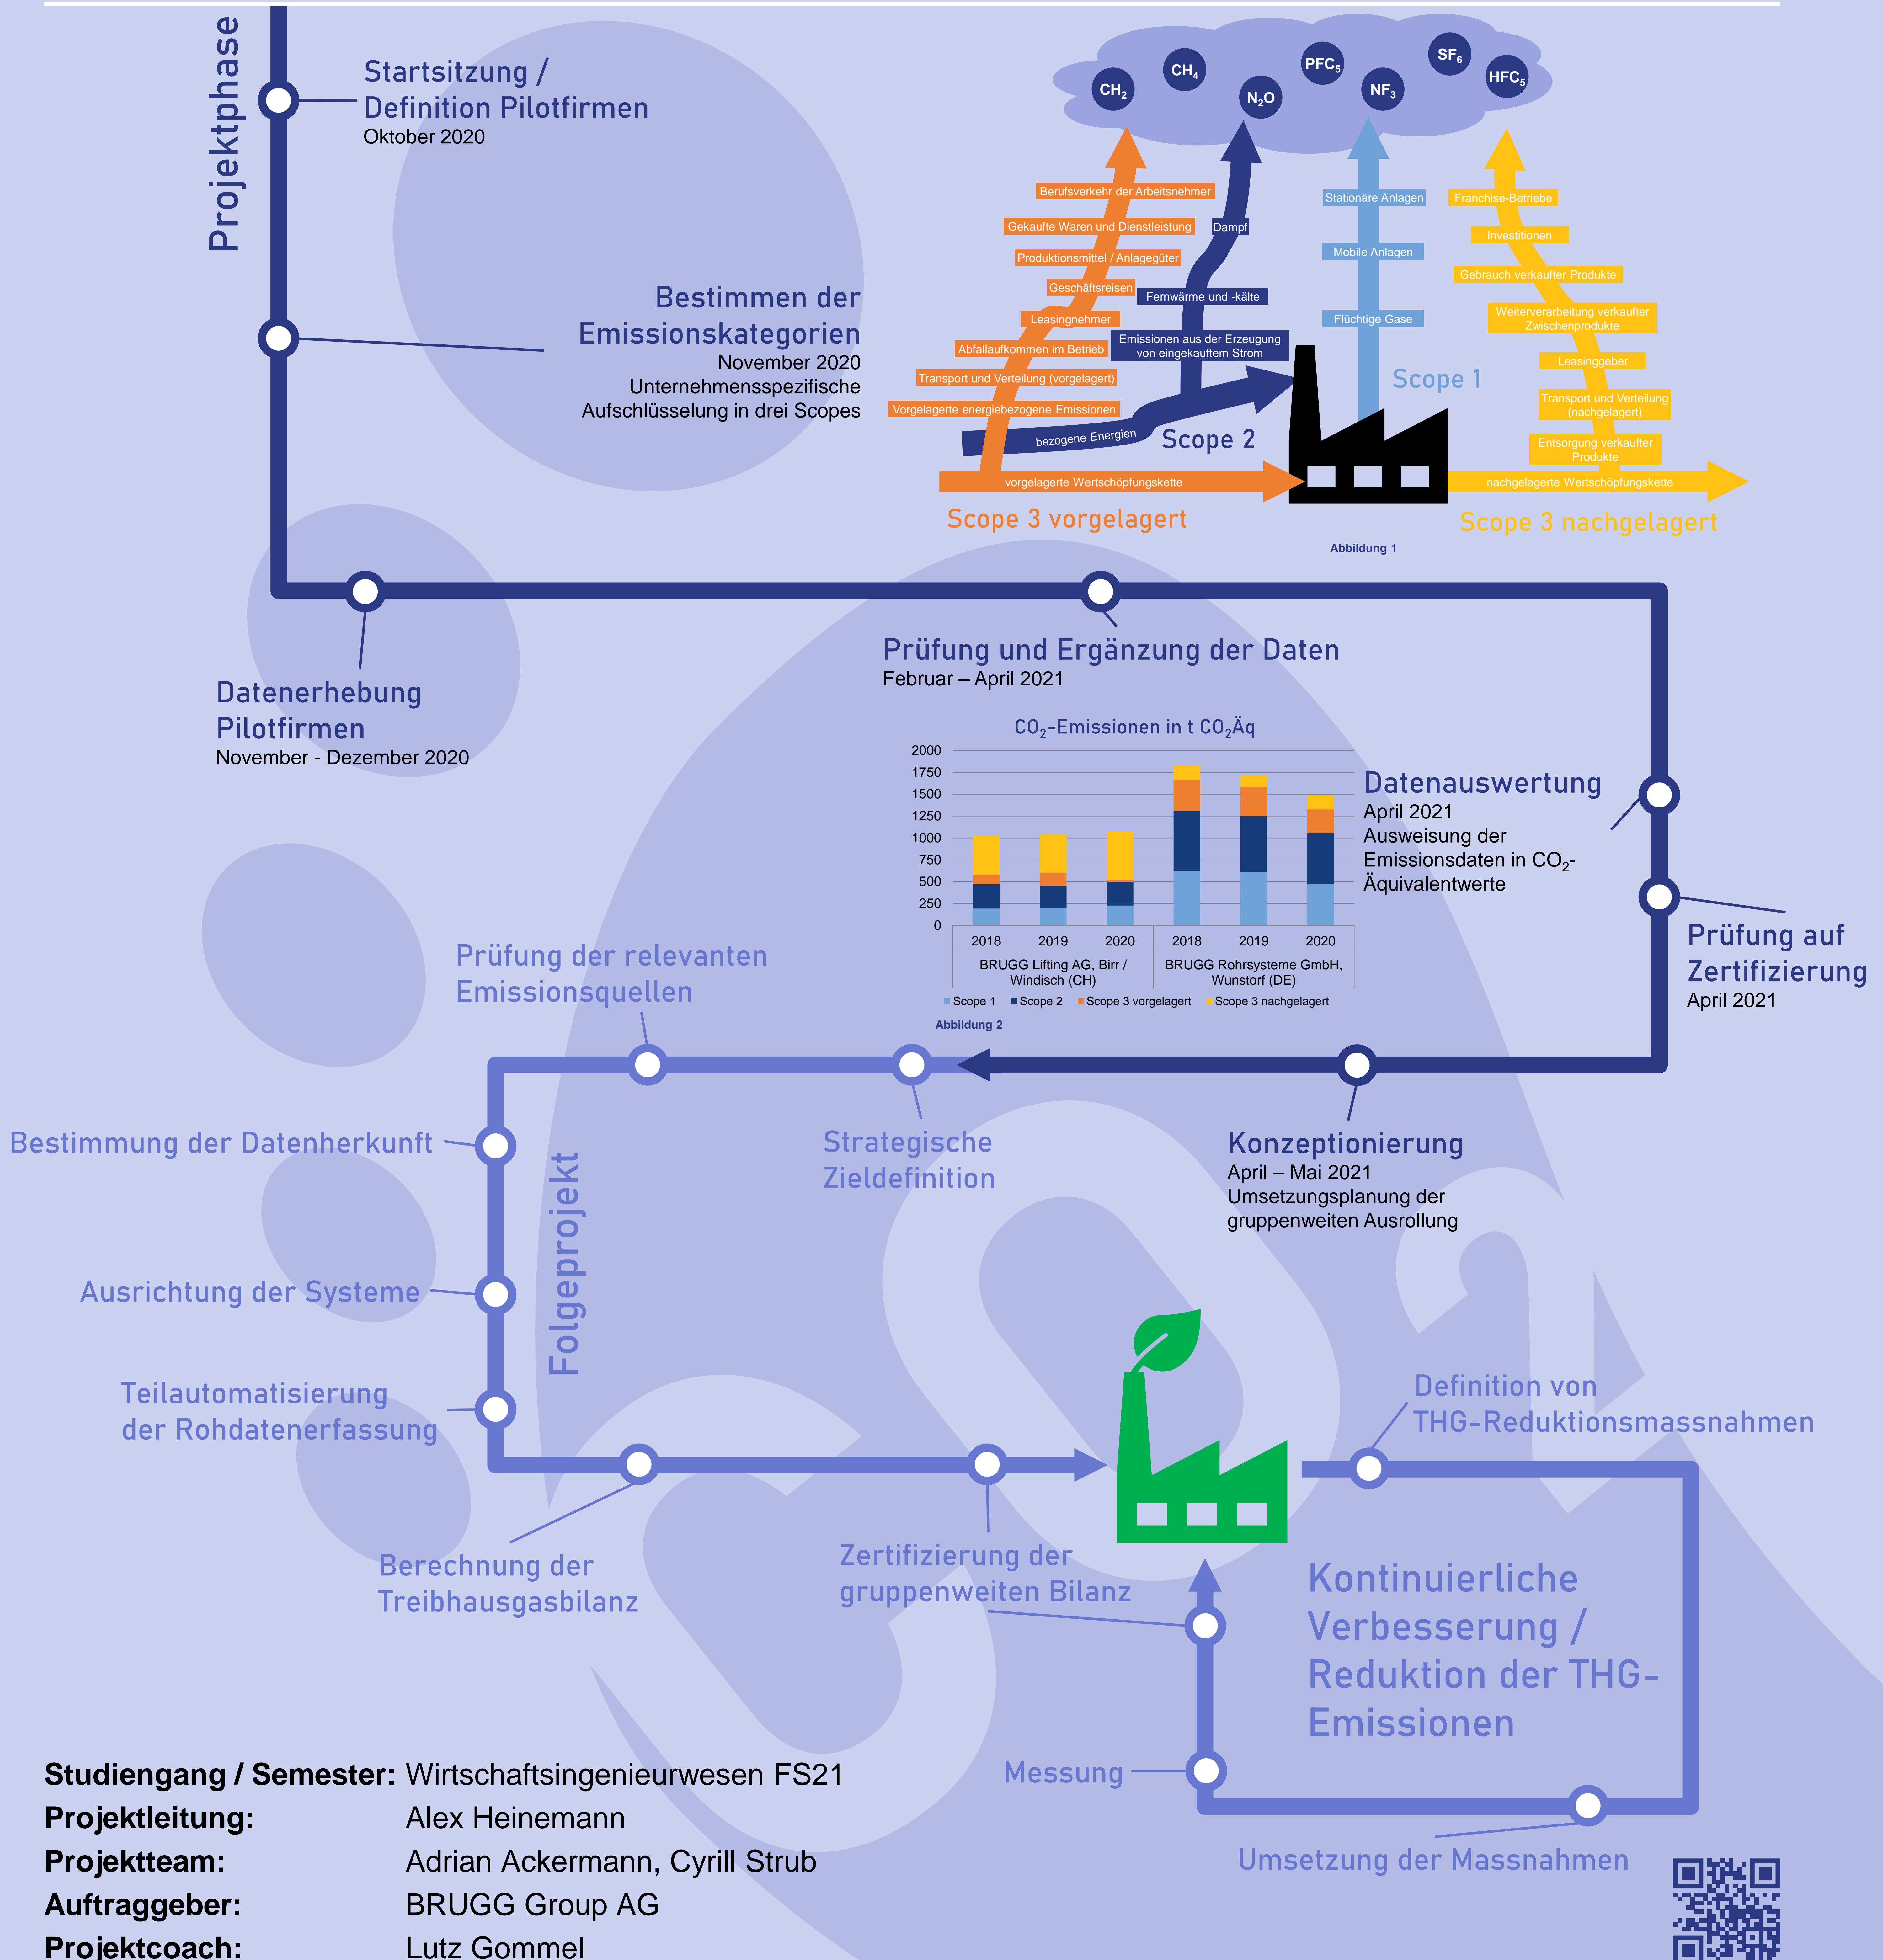 Projektphase
Startsitzung /
Definition Pilotfirmen
Oktober 2020
Bestimmen der
Emissionskategorien
November 2020
Unternehmensspezifische
Aufschlüsselung in drei Scopes
CH2
CH4
N2O
PFC5
NF3
SF6
HFC5
Berufsverkehr der Arbeitsnehmer
Gekaufte Waren und Dienstleistung
Produktionsmittel / Anlagegüter
Geschäftsreisen
Leasingnehmer
Abfallaufkommen im Betrieb
Transport und Verteilung (vorgelagert)
Vorgelagerte energiebezogene Emissionen
vorgelagerte Wertschöpfungskette
Scope 3 vorgelagert
Dampf
Fernwärme und -kälte
Emissionen aus der Erzeugung
von eingekauftem Strom
bezogene Energien
Scope 2
Stationäre Anlagen
Mobile Anlagen
Flüchtige Gase
Scope 1
Franchise-Betriebe
Investitionen
Gebrauch verkaufter Produkte
Weiterverarbeitung verkaufter
Zwischenprodukte
Leasinggeber
Transport und Verteilung
(nachgelagert)
Entsorgung verkaufter
Produkte
nachgelagerte Wertschöpfungskette
Scope 3 nachgelagert
Abbildung 1
Datenerhebung
Pilotfirmen
November - Dezember 2020
Prüfung und Ergänzung der Daten
Februar – April 2021
CO2-Emissionen in t CO2Äq
2000
1750
1500
1250
1000
750
500
250
0
2018 2019 2020 2018 2019 2020
BRUGG Lifting AG, Birr /
Windisch (CH)
BRUGG Rohrsysteme GmbH,
Wunstorf (DE)
Scope 1 Scope 2 Scope 3 vorgelagert Scope 3 nachgelagert
Abbildung 2
Datenauswertung
April 2021
Ausweisung der
Emissionsdaten in CO2-
Äquivalentwerte
Prüfung auf
Zertifizierung
April 2021
Konzeptionierung
April – Mai 2021
Umsetzungsplanung der
gruppenweiten Ausrollung
Strategische
Zieldefinition
Prüfung der relevanten
Emissionsquellen
Bestimmung der Datenherkunft
Folgeprojekt
Ausrichtung der Systeme
Teilautomatisierung
der Rohdatenerfassung
Berechnung der
Treibhausgasbilanz
Zertifizierung der
gruppenweiten Bilanz
CO2
Definition von
THG-Reduktionsmassnahmen
Kontinuierliche
Verbesserung /
Reduktion der THG-
Emissionen
Messung
Umsetzung der Massnahmen
Studiengang / Semester: Wirtschaftsingenieurwesen FS21
Projektleitung: Alex Heinemann
Projektteam: Adrian Ackermann, Cyrill Strub
Auftraggeber: BRUGG Group AG
Projektcoach: Lutz Gommel